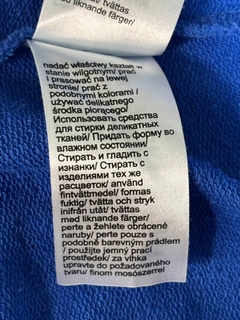 med liknande färger/
nadać właściwy kształt w
stanie wilgotnym/ prać
i prasować na lewej
stronie/ prać z
podobnymi kolorami /
używać delikatnego
środka piorącego/
Использовать средства
для стирки деликатных
тканей/ Придать форму во
влажном состоянии/
Стирать и гладить с
изнанки/ Стирать с
изделиями тех же
расцветок/ använd
fintvättmedel/ formas
fuktig/ tvätta och stryk
inifrån utåt/ tvättas
med liknande färger/
perte a žehlete obrácené
naruby/ perte pouze s
podobně barevným prádlem
/ použijte jemný prací
prostředek/ za vlhka
upravte do požadovaného
tvaru/ finom mosószerrel